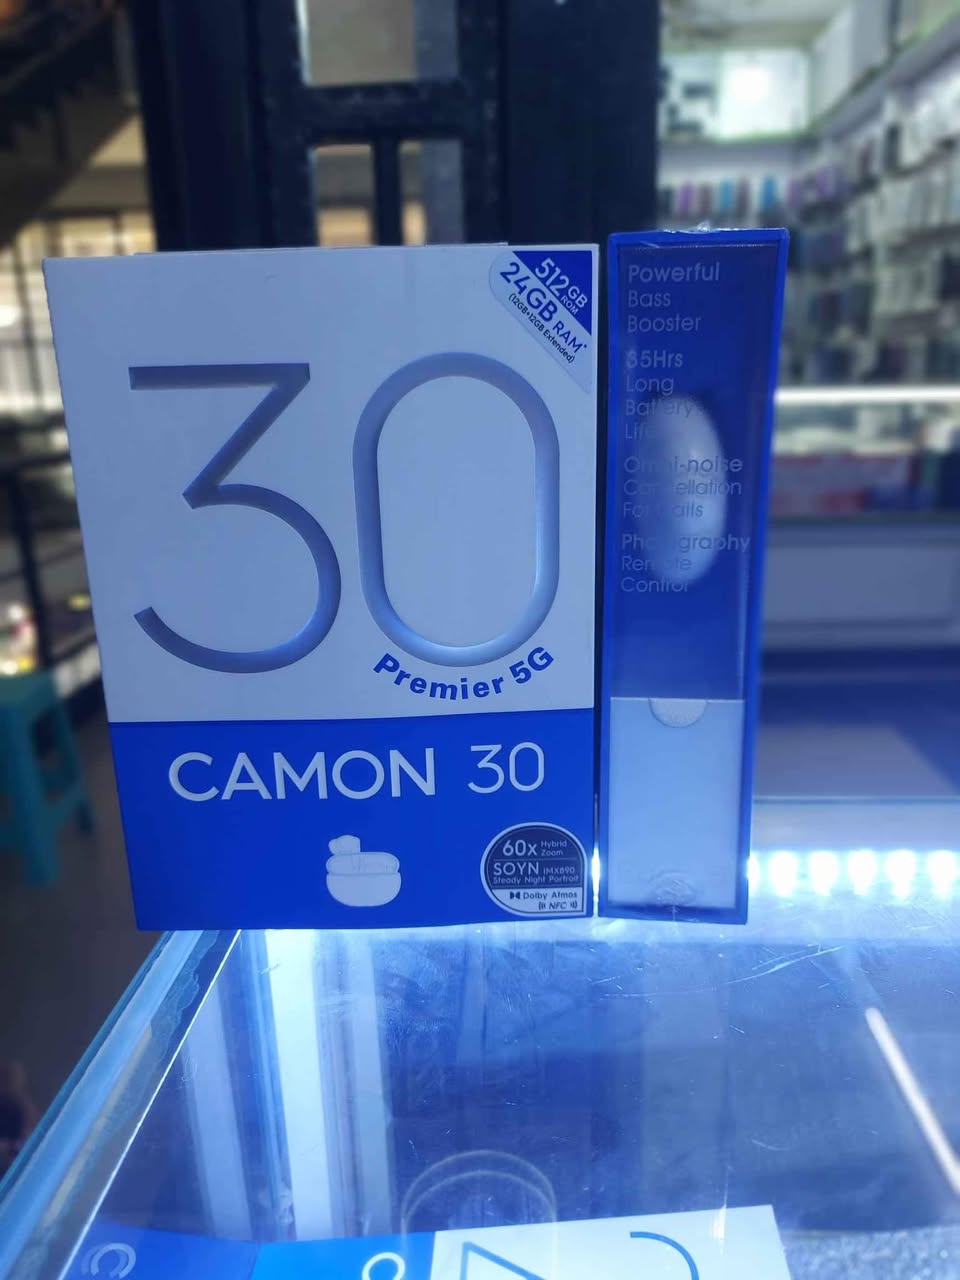 512GB ROM
24GB RAM*
(12GB+12GB Extended)
30
Premier 5G
CAMON 30
60x Hybrid Zoom
SOYN IMX890
Steady Night Portrait
Dolby Atmos
NFC
Powerful
Bass
Booster
35Hrs
Long
Battery
Life
Omni-noise
Cancellation
For Calls
Photography
Remote
Control